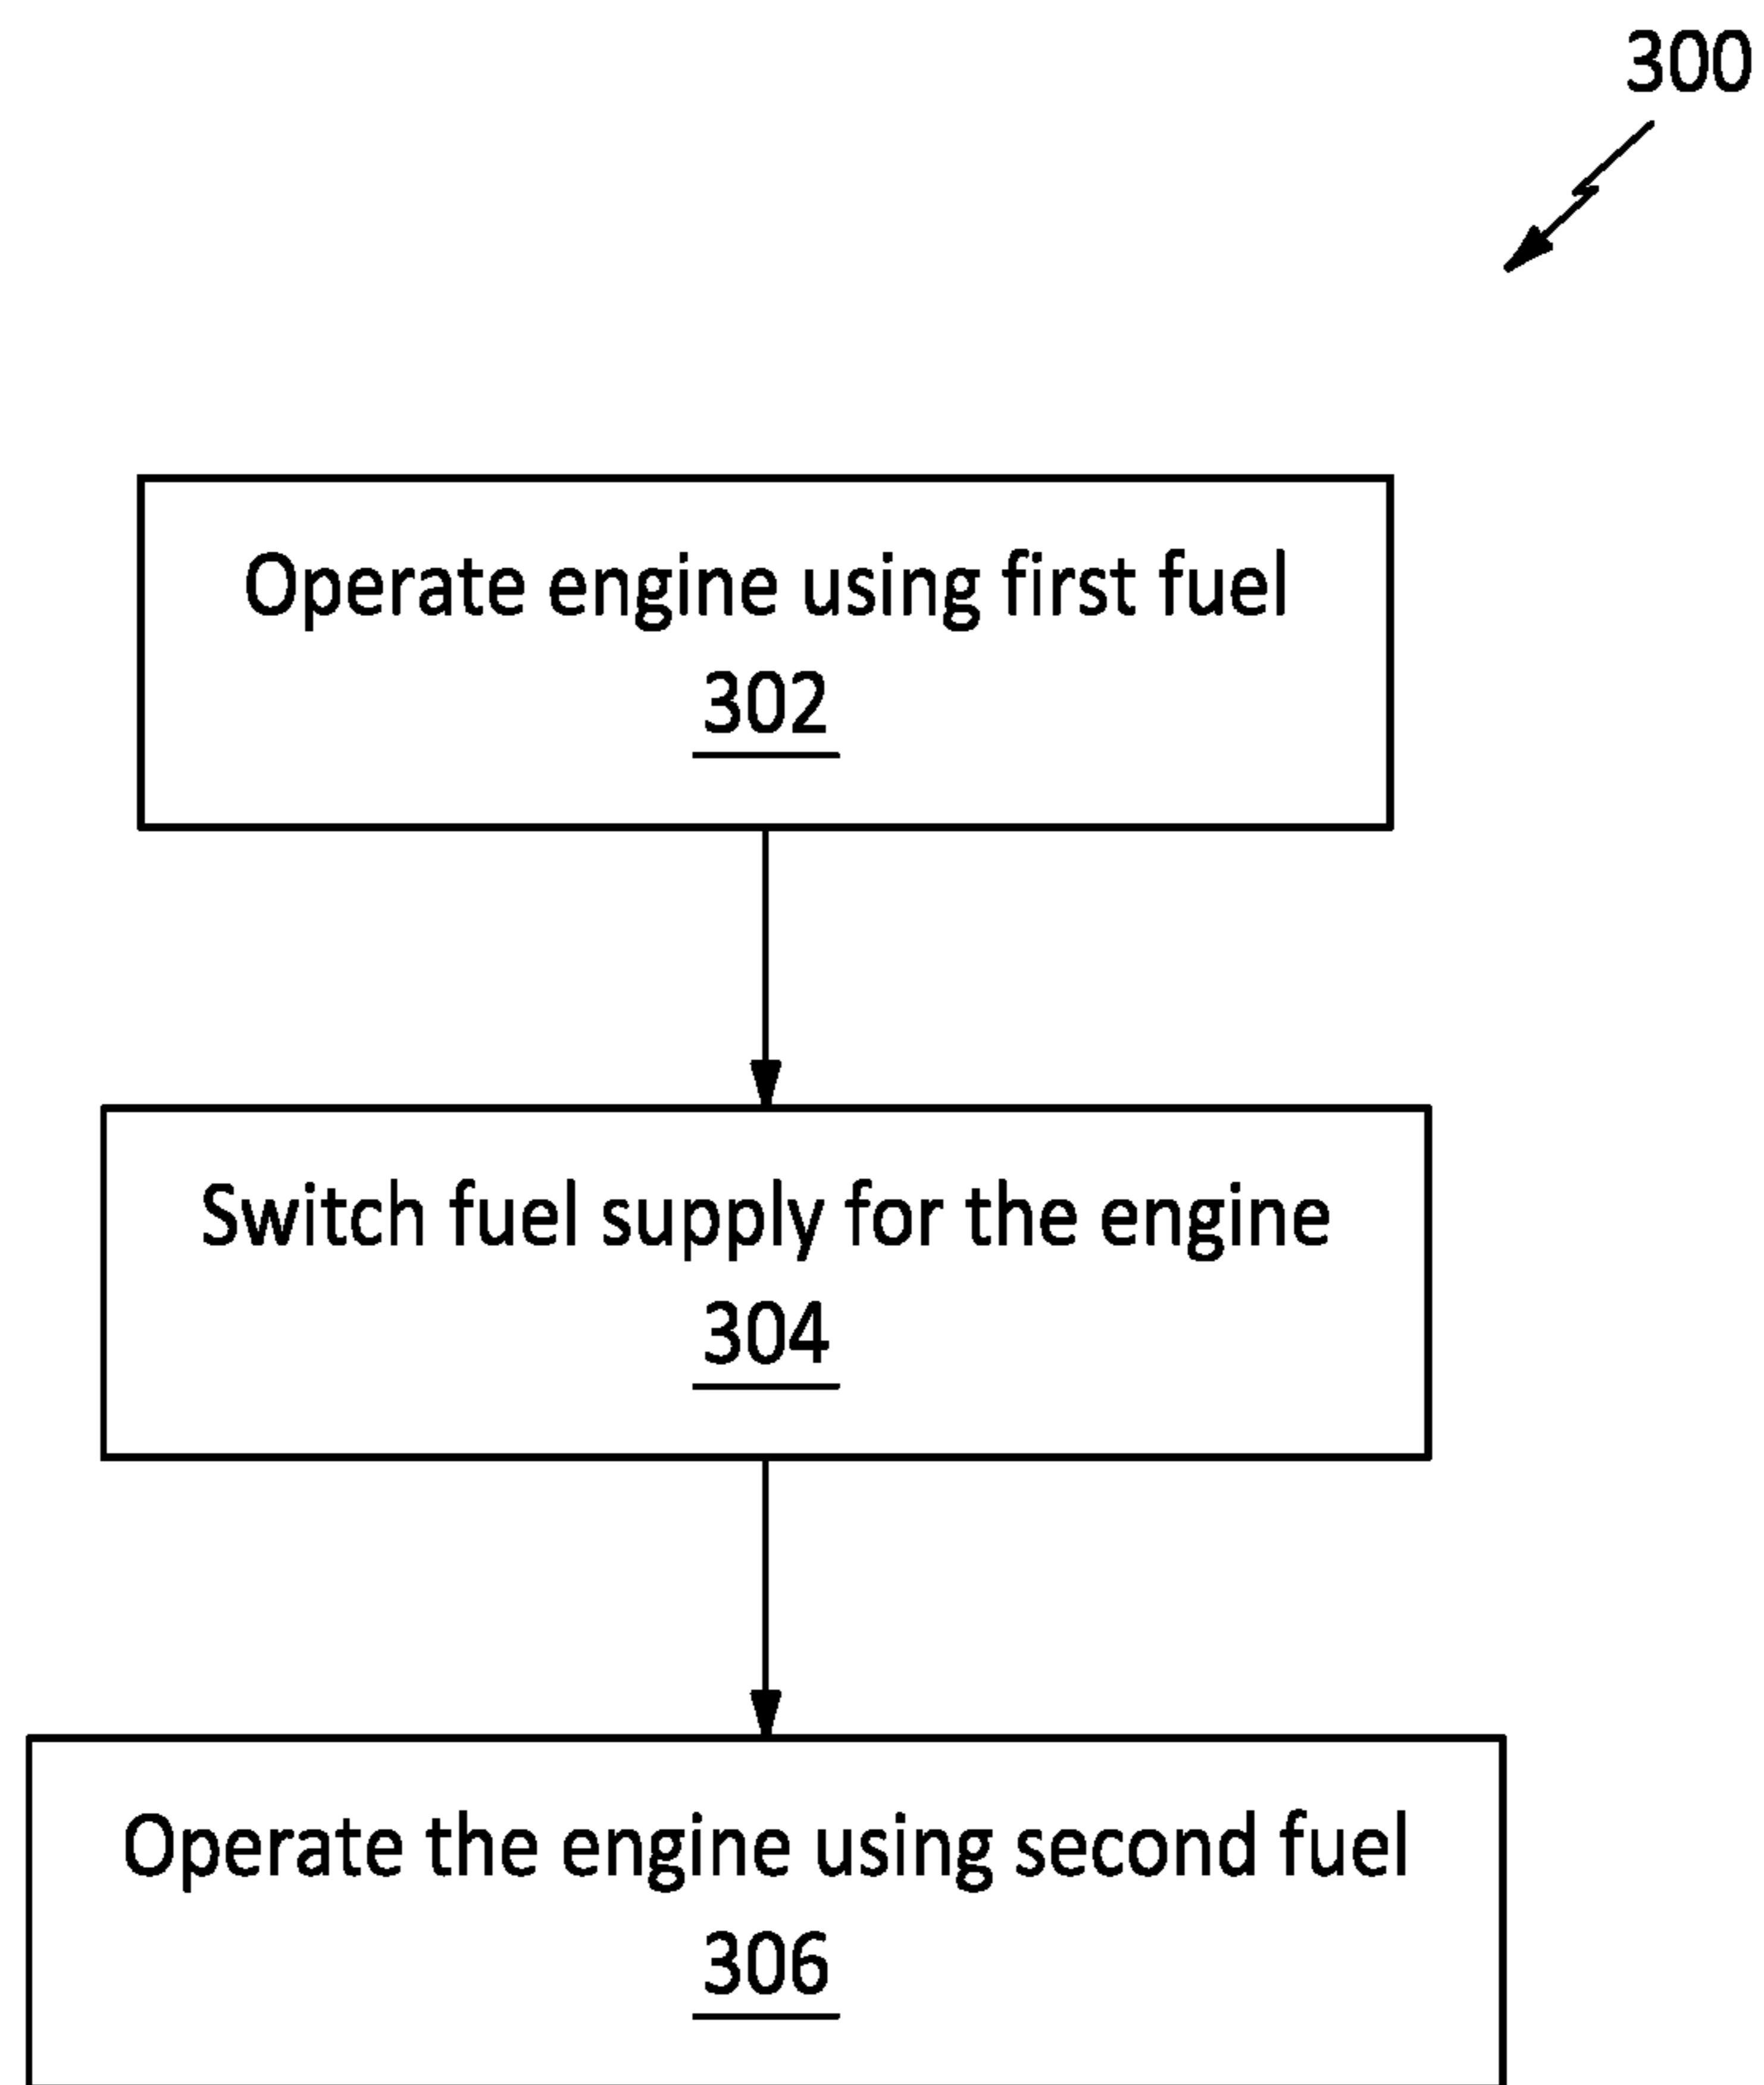 300
Operate engine using first fuel
302
Switch fuel supply for the engine
304
Operate the engine using second fuel
306